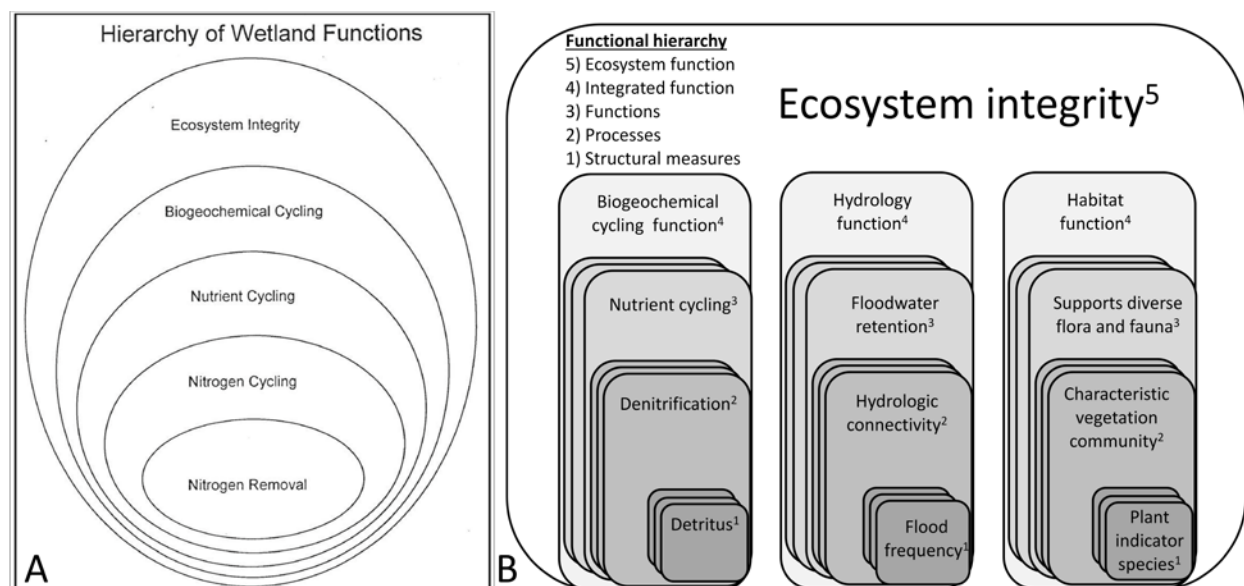 Hierarchy of Wetland Functions
Ecosystem Integrity
Biogeochemical Cycling
Nutrient Cycling
Nitrogen Cycling
Nitrogen Removal
A
Functional hierarchy
5) Ecosystem function
4) Integrated function
3) Functions
2) Processes
1) Structural measures
Ecosystem integrity⁵
Biogeochemical
cycling function⁴
Nutrient cycling³
Denitrification²
Detritus¹
Hydrology
function⁴
Floodwater
retention³
Hydrologic
connectivity²
Flood
frequency¹
Habitat
function⁴
Supports diverse
flora and fauna³
Characteristic
vegetation
community²
Plant
indicator
species¹
B